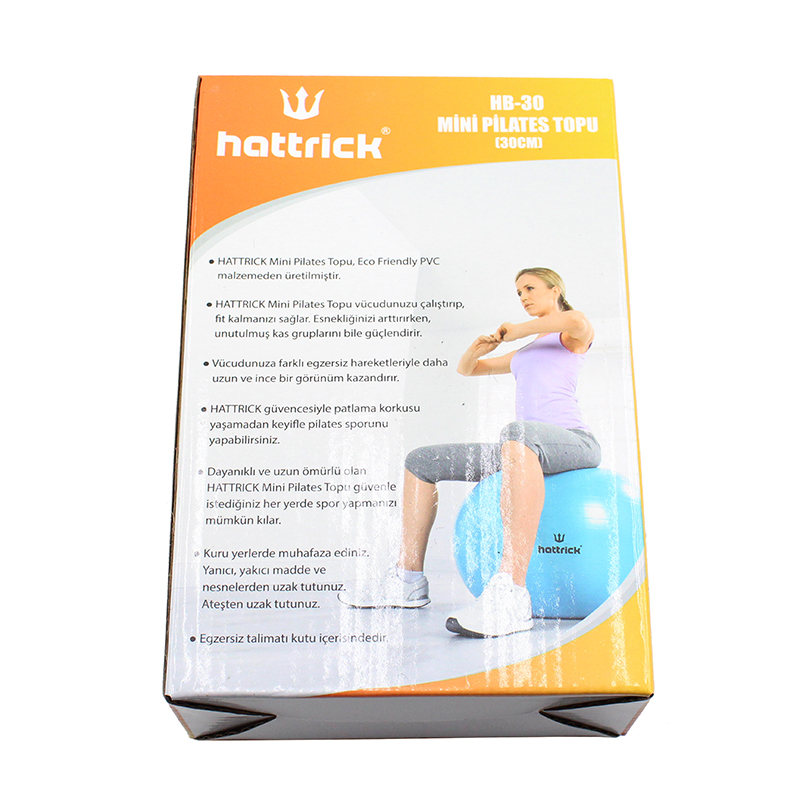 hattrick®
HB-30
MİNİ PİLATES TOPU
(30CM)
• HATTRICK Mini Pilates Topu, Eco Friendly PVC
malzemeden üretilmiştir.
• HATTRICK Mini Pilates Topu vücudunuzu çalıştırıp,
fit kalmanızı sağlar. Esnekliğinizi arttırırken,
unutulmuş kas gruplarını bile güçlendirir.
• Vücudunuza farklı egzersiz hareketleriyle daha
uzun ve ince bir görünüm kazandırır.
• HATTRICK güvencesiyle patlama korkusu
yaşamadan keyifle pilates sporunu
yapabilirsiniz.
• Dayanıklı ve uzun ömürlü olan
HATTRICK Mini Pilates Topu güvenle
istediğiniz her yerde spor yapmanızı
mümkün kılar.
• Kuru yerlerde muhafaza ediniz.
Yanıcı, yakıcı madde ve
nesnelerden uzak tutunuz.
Ateşten uzak tutunuz.
• Egzersiz talimatı kutu içerisindedir.
hattrick